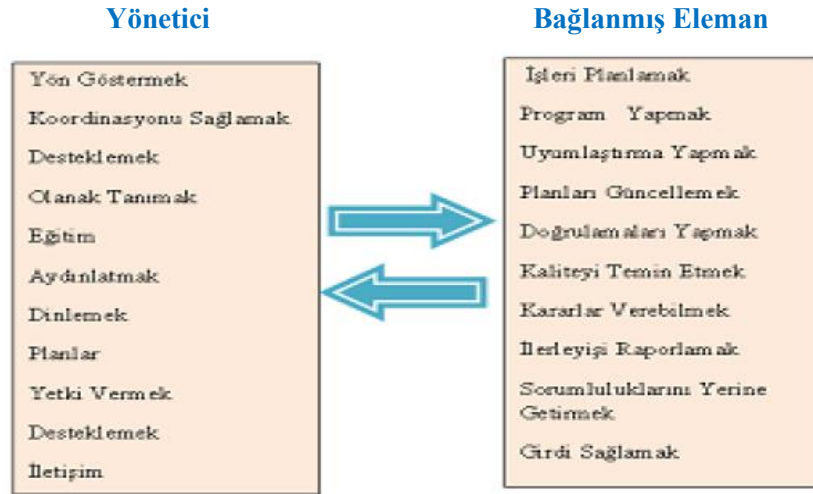 Yönetici
Yön Göstermek
Koordinasyonu Sağlamak
Desteklemek
Olanak Tanımak
Eğitim
Aydınlatmak
Dinlemek
Planlar
Yetki Vermek
Desteklemek
İletişim
Bağlanmış Eleman
İşleri Planlamak
Program Yapmak
Uyumlaştırma Yapmak
Planları Güncellemek
Doğrulamaları Yapmak
Kaliteyi Temin Etmek
Kararlar Verebilmek
İlerleyişi Raporlamak
Sorumluluklarını Yerine
Getirmek
Girdi Sağlamak